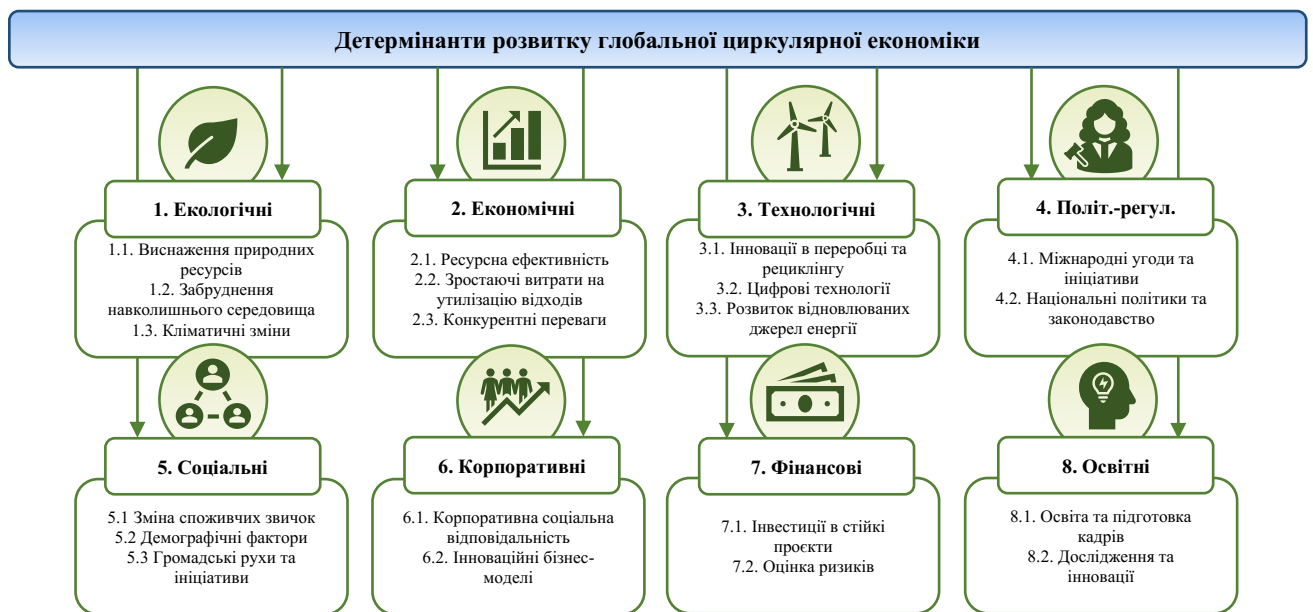 Детермінанти розвитку глобальної циркулярної економіки
1. Екологічні
1.1. Виснаження природних
ресурсів
1.2. Забруднення
навколишнього середовища
1.3. Кліматичні зміни
2. Економічні
2.1. Ресурсна ефективність
2.2. Зростаючі витрати на
утилізацію відходів
2.3. Конкурентні переваги
3. Технологічні
3.1. Інновації в переробці та
рециклінгу
3.2. Цифрові технології
3.3. Розвиток відновлюваних
джерел енергії
4. Політ.-регул.
4.1. Міжнародні угоди та
ініціативи
4.2. Національні політики та
законодавство
5. Соціальні
5.1 Зміна споживчих звичок
5.2 Демографічні фактори
5.3 Громадські рухи та
ініціативи
6. Корпоративні
6.1. Корпоративна соціальна
відповідальність
6.2. Інноваційні бізнес-
моделі
7. Фінансові
7.1. Інвестиції в стійкі
проєкти
7.2. Оцінка ризиків
8. Освітні
8.1. Освіта та підготовка
кадрів
8.2. Дослідження та
інновації